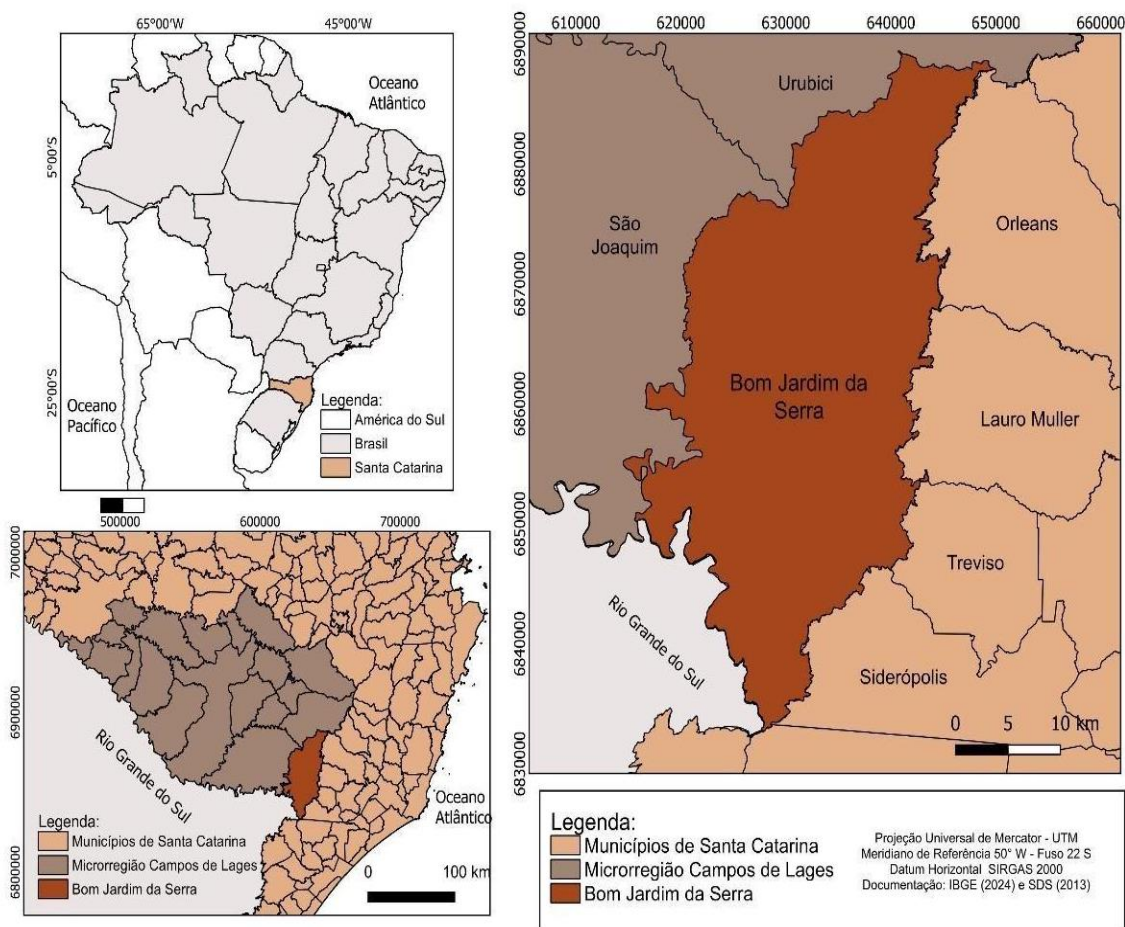 65°00'W
45°00'W
5°00'S
25°00'S
Oceano
Atlântico
Oceano
Pacífico
Legenda:
América do Sul
Brasil
Santa Catarina
500000
600000
700000
7000000
6900000
6800000
Rio Grande do Sul
Oceano
Atlântico
Legenda:
Municípios de Santa Catarina
Microrregião Campos de Lages
Bom Jardim da Serra
0
100 km
610000
620000
630000
640000
650000
660000
6890000
6880000
6870000
6860000
6850000
6840000
6830000
Urubici
São
Joaquim
Orleans
Bom Jardim da
Serra
Lauro Muller
Treviso
Rio Grande do Sul
Siderópolis
0
5
10 km
Legenda:
Municípios de Santa Catarina
Microrregião Campos de Lages
Bom Jardim da Serra
Projeção Universal de Mercator - UTM
Meridiano de Referência 50° W - Fuso 22 S
Datum Horizontal SIRGAS 2000
Documentação: IBGE (2024) e SDS (2013)